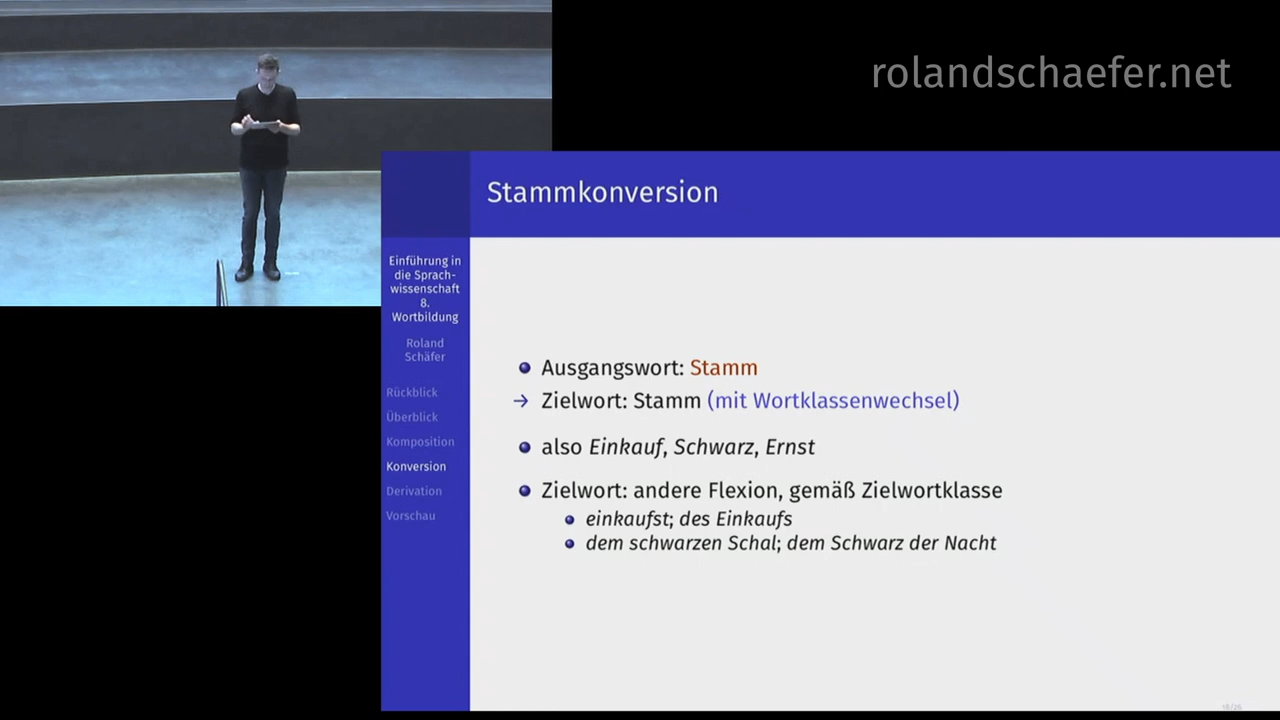 rolandschaefer.net
Stammkonversion
Einführung in
die Sprach-
wissenschaft
8.
Wortbildung
Roland
Schäfer
Rückblick
Überblick
Komposition
Konversion
Derivation
Vorschau
Ausgangswort: Stamm
→ Zielwort: Stamm (mit Wortklassenwechsel)
also Einkauf, Schwarz, Ernst
Zielwort: andere Flexion, gemäß Zielwortklasse
einkaufst; des Einkaufs
dem schwarzen Schal; dem Schwarz der Nacht